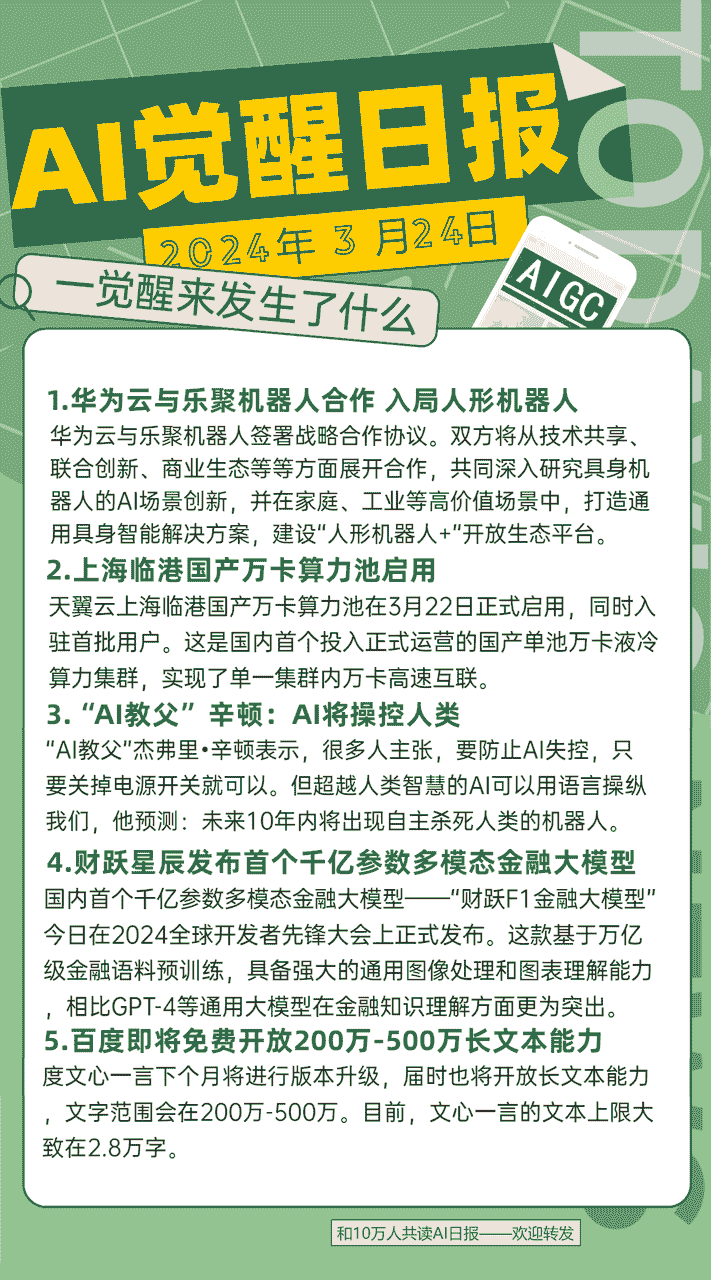 AI觉醒日报
2024年 3 月24日
一觉醒来发生了什么
AIGC
1.华为云与乐聚机器人合作 入局人形机器人
华为云与乐聚机器人签署战略合作协议。双方将从技术共享、
联合创新、商业生态等等方面展开合作，共同深入研究具身机
器人的AI场景创新，并在家庭、工业等高价值场景中，打造通
用具身智能解决方案，建设“人形机器人+”开放生态平台。
2.上海临港国产万卡算力池启用
天翼云上海临港国产万卡算力池在3月22日正式启用，同时入
驻首批用户。这是国内首个投入正式运营的国产单池万卡液冷
算力集群，实现了单一集群内万卡高速互联。
3.“AI教父”辛顿：AI将操控人类
“AI教父”杰弗里•辛顿表示，很多人主张，要防止AI失控，只
要关掉电源开关就可以。但超越人类智慧的AI可以用语言操纵
我们，他预测：未来10年内将出现自主杀死人类的机器人。
4.财跃星辰发布首个千亿参数多模态金融大模型
国内首个千亿参数多模态金融大模型——“财跃F1金融大模型”
今日在2024全球开发者先锋大会上正式发布。这款基于万亿
级金融语料预训练，具备强大的通用图像处理和图表理解能力
，相比GPT-4等通用大模型在金融知识理解方面更为突出。
5.百度即将免费开放200万-500万长文本能力
度文心一言下个月将进行版本升级，届时也将开放长文本能力
，文字范围会在200万-500万。目前，文心一言的文本上限大
致在2.8万字。
和10万人共读AI日报——欢迎转发